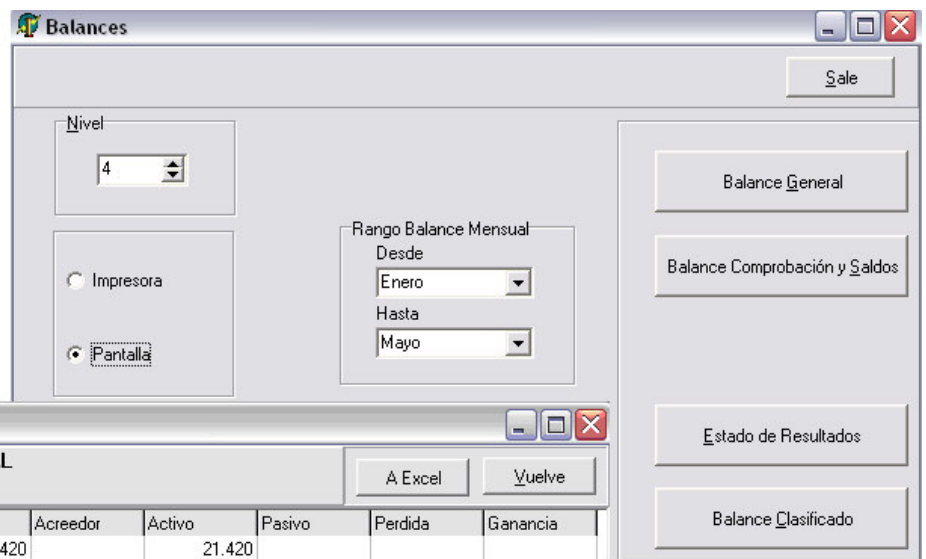 Balances
Sale
Nivel
4
Impresora
Pantalla
Rango Balance Mensual
Desde
Enero
Hasta
Mayo
Balance General
Balance Comprobación y Saldos
Estado de Resultados
Balance Clasificado
L
A Excel
Vuelve
Acreedor Activo Pasivo Perdida Ganancia
420 21.420